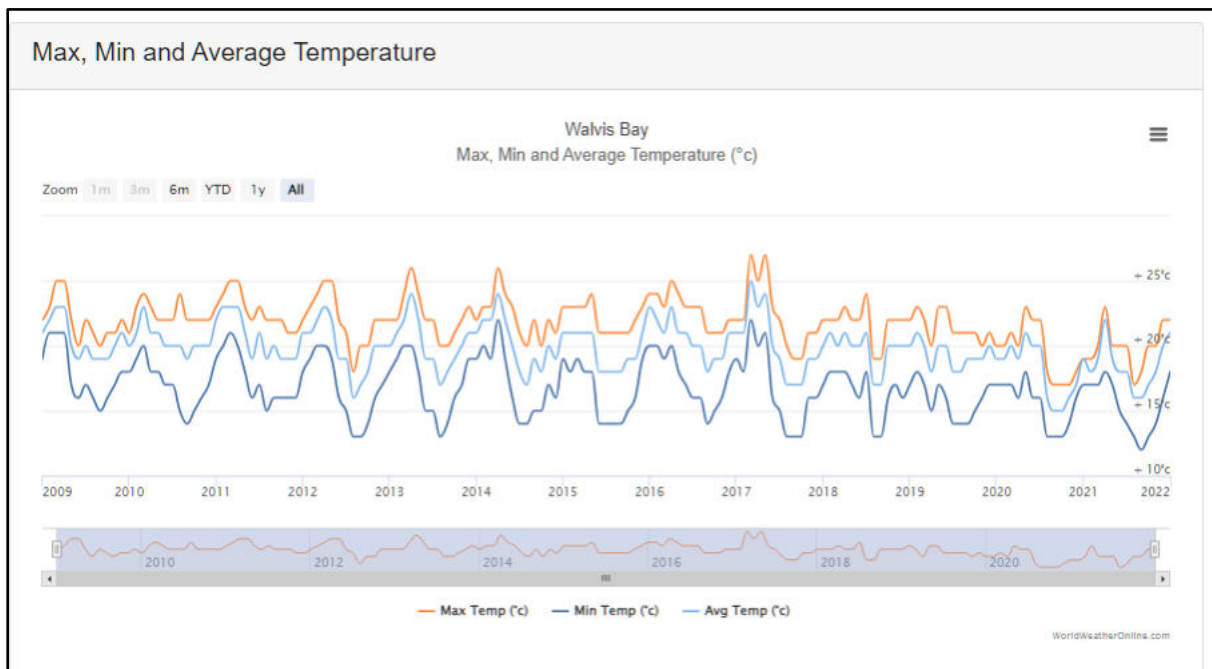 Max, Min and Average Temperature
Walvis Bay
Max, Min and Average Temperature (°c)
Zoom 1m 3m 6m YTD 1y All
+ 25°c
+ 20°c
+ 15°c
+ 10°c
2009 2010 2011 2012 2013 2014 2015 2016 2017 2018 2019 2020 2021 2022
2010 2012 2014 2016 2018 2020
Max Temp (°c) Min Temp (°c) Avg Temp (°c)
WorldWeatherOnline.com